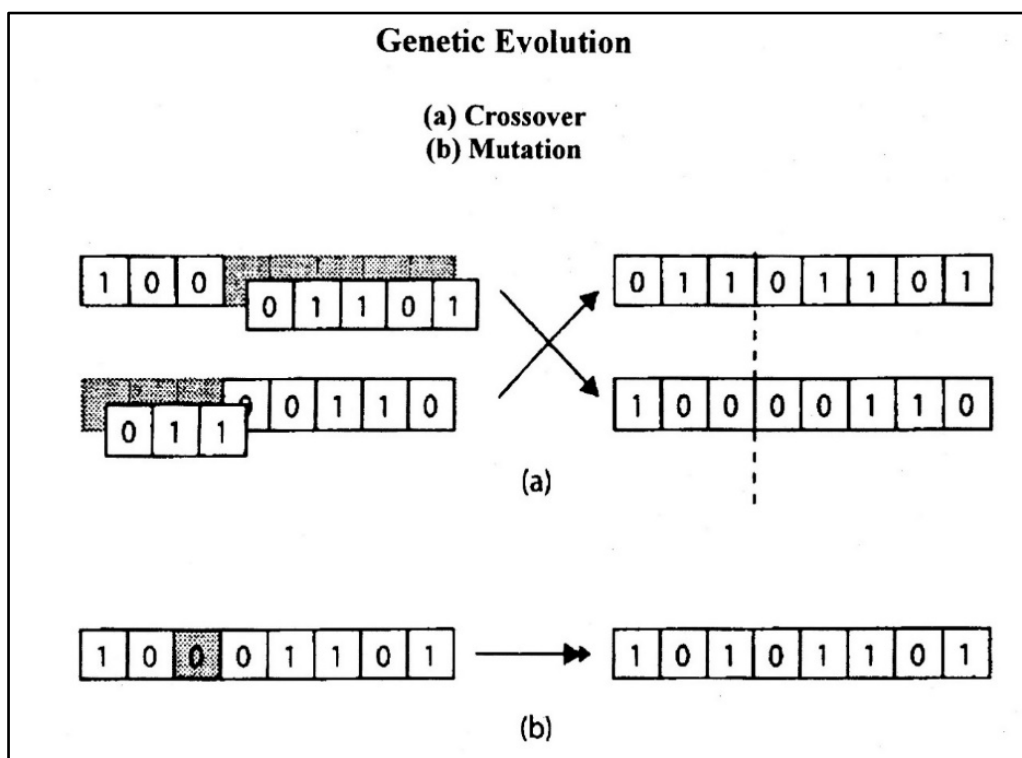 Genetic Evolution
(a) Crossover
(b) Mutation
1 0 0
0 1 1 0 1
0 1 1 0 1 1 0 1
0 0 1 1 0
0 1 1
1 0 0 0 0 1 1 0
(a)
1 0 0 0 1 1 0 1
1 0 1 0 1 1 0 1
(b)